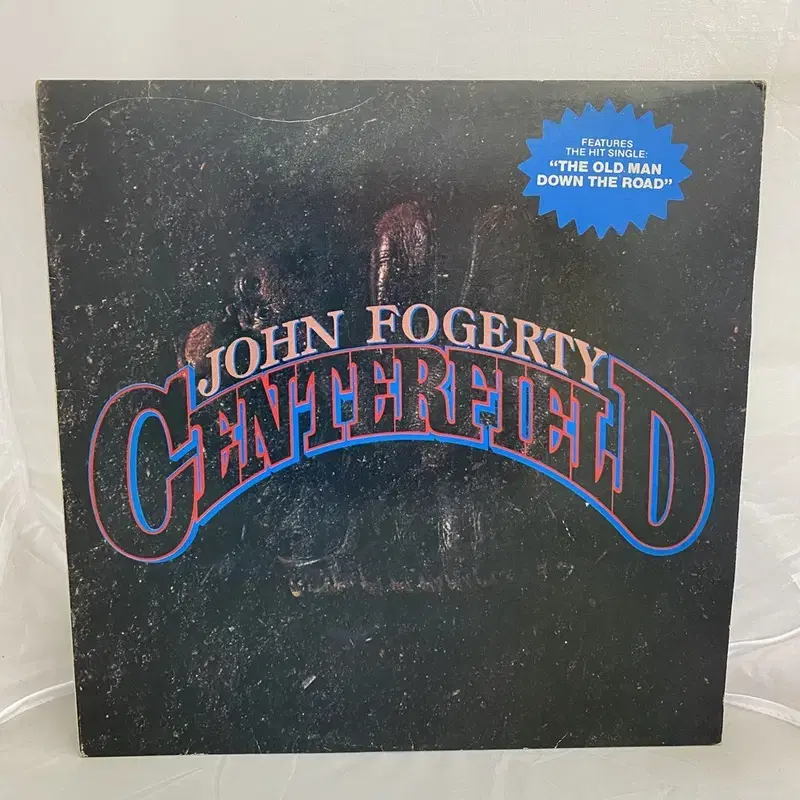 FEATURES
THE HIT SINGLE:
"THE OLD MAN
DOWN THE ROAD"
JOHN FOGERTY
CENTERFIELD